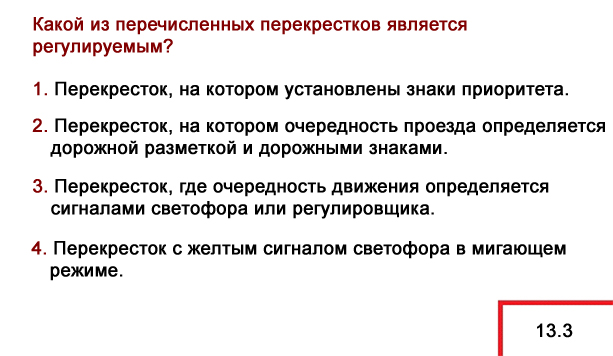 Какой из перечисленных перекрестков является
регулируемым?
1. Перекресток, на котором установлены знаки приоритета.
2. Перекресток, на котором очередность проезда определяется
дорожной разметкой и дорожными знаками.
3. Перекресток, где очередность движения определяется
сигналами светофора или регулировщика.
4. Перекресток с желтым сигналом светофора в мигающем
режиме.
13.3